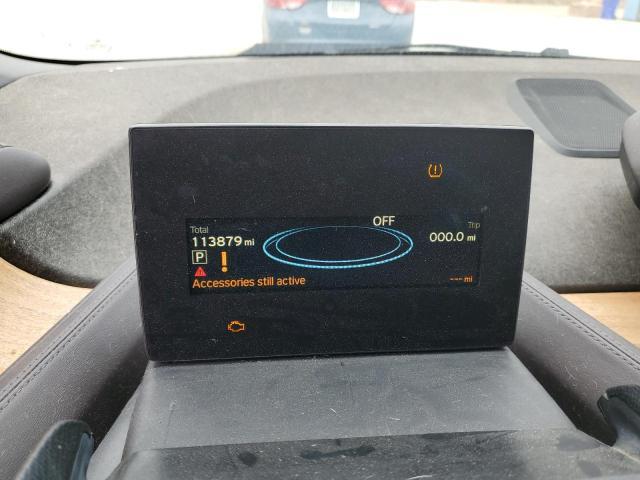 OFF
Total
Trip
113879 mi
000.0 mi
P
!
Accessories still active
--- mi